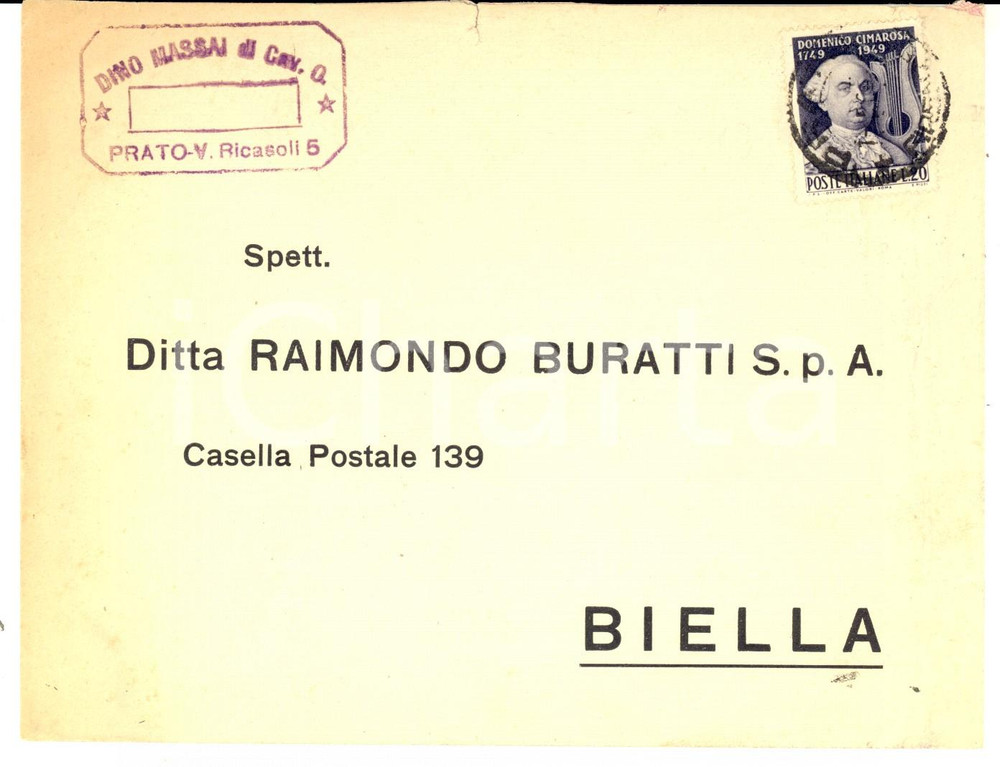 DINO MASSAI di Cav. O.
PRATO-V. Ricasoli 5
DOMENICO CIMAROSA
1749 1949
POSTE ITALIANE L.20
Spett.
Ditta RAIMONDO BURATTI S. p. A.
iCharta
Casella Postale 139
BIELLA